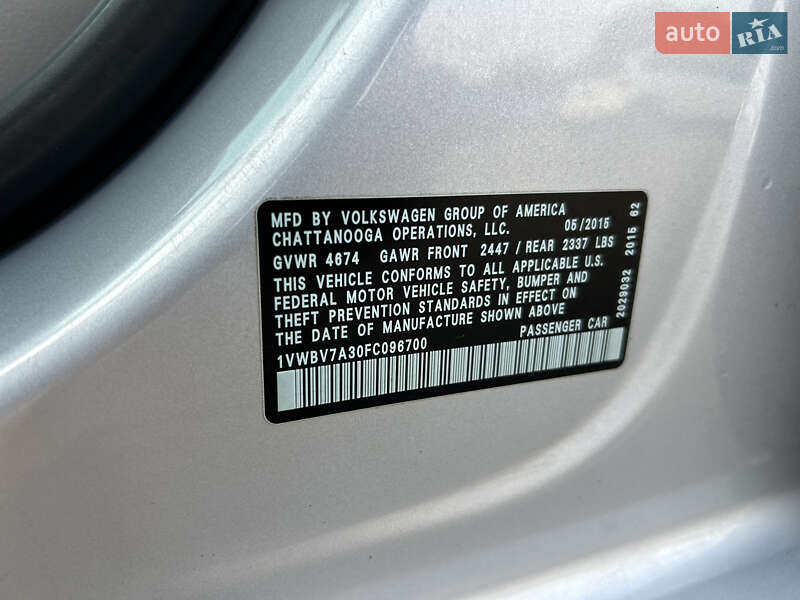 auto RIA .com
MFD BY VOLKSWAGEN GROUP OF AMERICA
CHATTANOOGA OPERATIONS, LLC. 05/2015
GVWR 4674 GAWR FRONT 2447 / REAR 2337 LBS
THIS VEHICLE CONFORMS TO ALL APPLICABLE U.S.
FEDERAL MOTOR VEHICLE SAFETY, BUMPER AND
THEFT PREVENTION STANDARDS IN EFFECT ON
THE DATE OF MANUFACTURE SHOWN ABOVE
1VWBV7A30FC096700 PASSENGER CAR
2029032 2015 62